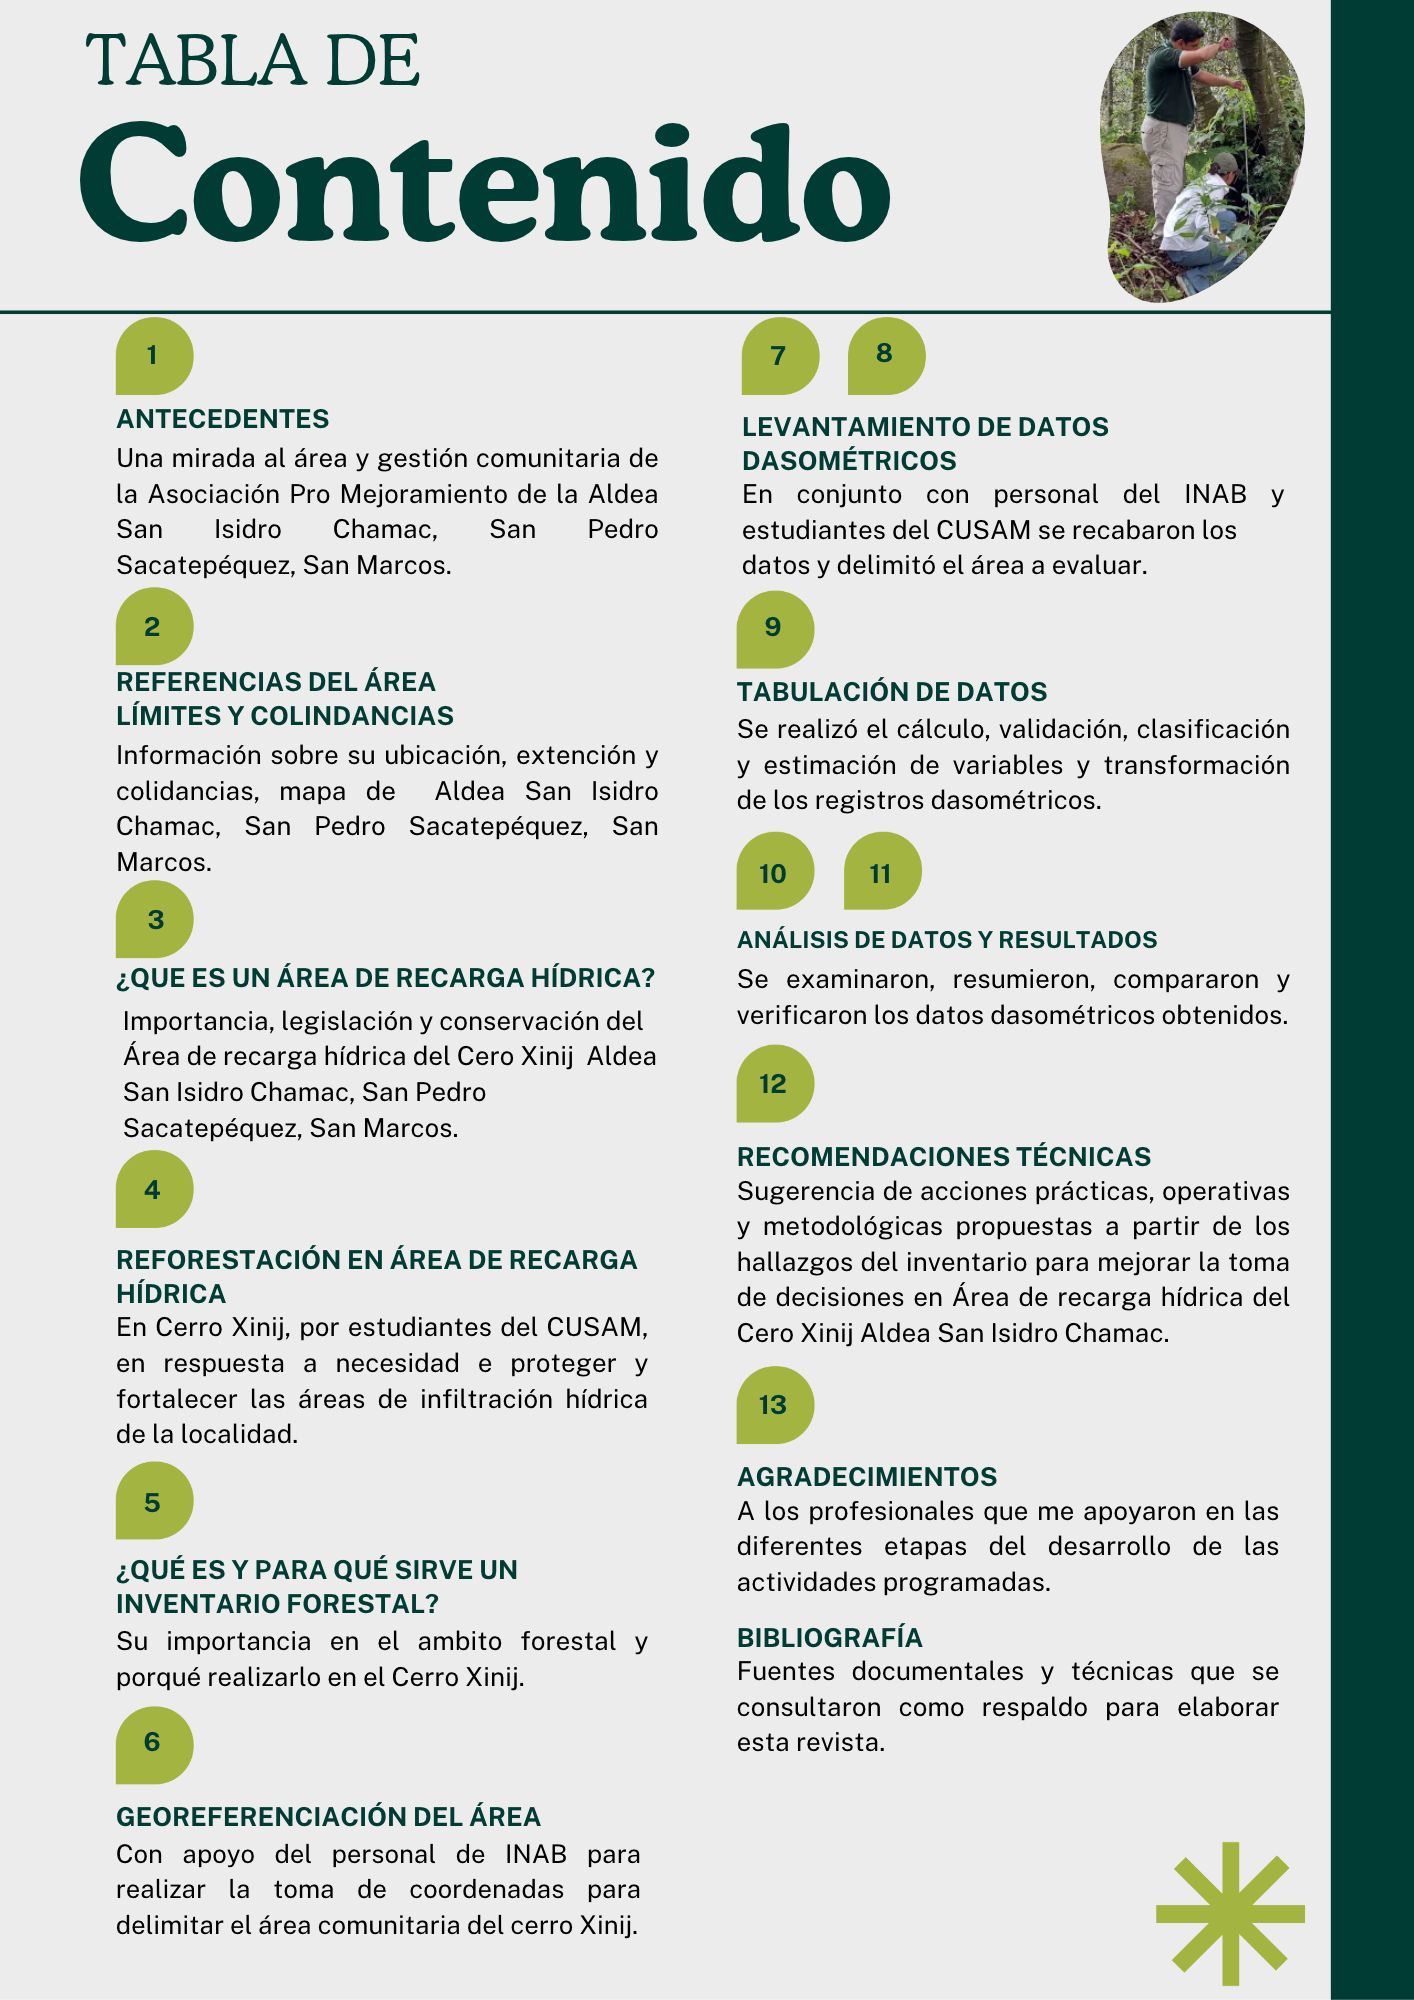 TABLA DE
Contenido
1
ANTECEDENTES
Una mirada al área y gestión comunitaria de
la Asociación Pro Mejoramiento de la Aldea
San Isidro Chamac, San Pedro
Sacatepéquez, San Marcos.
2
REFERENCIAS DEL ÁREA
LÍMITES Y COLINDANCIAS
Información sobre su ubicación, extención y
colidancias, mapa de Aldea San Isidro
Chamac, San Pedro Sacatepéquez, San
Marcos.
3
¿QUE ES UN ÁREA DE RECARGA HÍDRICA?
Importancia, legislación y conservación del
Área de recarga hídrica del Cero Xinij Aldea
San Isidro Chamac, San Pedro
Sacatepéquez, San Marcos.
4
REFORESTACIÓN EN ÁREA DE RECARGA
HÍDRICA
En Cerro Xinij, por estudiantes del CUSAM,
en respuesta a necesidad e proteger y
fortalecer las áreas de infiltración hídrica
de la localidad.
5
¿QUÉ ES Y PARA QUÉ SIRVE UN
INVENTARIO FORESTAL?
Su importancia en el ambito forestal y
porqué realizarlo en el Cerro Xinij.
6
GEOREFERENCIACIÓN DEL ÁREA
Con apoyo del personal de INAB para
realizar la toma de coordenadas para
delimitar el área comunitaria del cerro Xinij.
7 8
LEVANTAMIENTO DE DATOS
DASOMÉTRICOS
En conjunto con personal del INAB y
estudiantes del CUSAM se recabaron los
datos y delimitó el área a evaluar.
9
TABULACIÓN DE DATOS
Se realizó el cálculo, validación, clasificación
y estimación de variables y transformación
de los registros dasométricos.
10 11
ANÁLISIS DE DATOS Y RESULTADOS
Se examinaron, resumieron, compararon y
verificaron los datos dasométricos obtenidos.
12
RECOMENDACIONES TÉCNICAS
Sugerencia de acciones prácticas, operativas
y metodológicas propuestas a partir de los
hallazgos del inventario para mejorar la toma
de decisiones en Área de recarga hídrica del
Cero Xinij Aldea San Isidro Chamac.
13
AGRADECIMIENTOS
A los profesionales que me apoyaron en las
diferentes etapas del desarrollo de las
actividades programadas.
BIBLIOGRAFÍA
Fuentes documentales y técnicas que se
consultaron como respaldo para elaborar
esta revista.